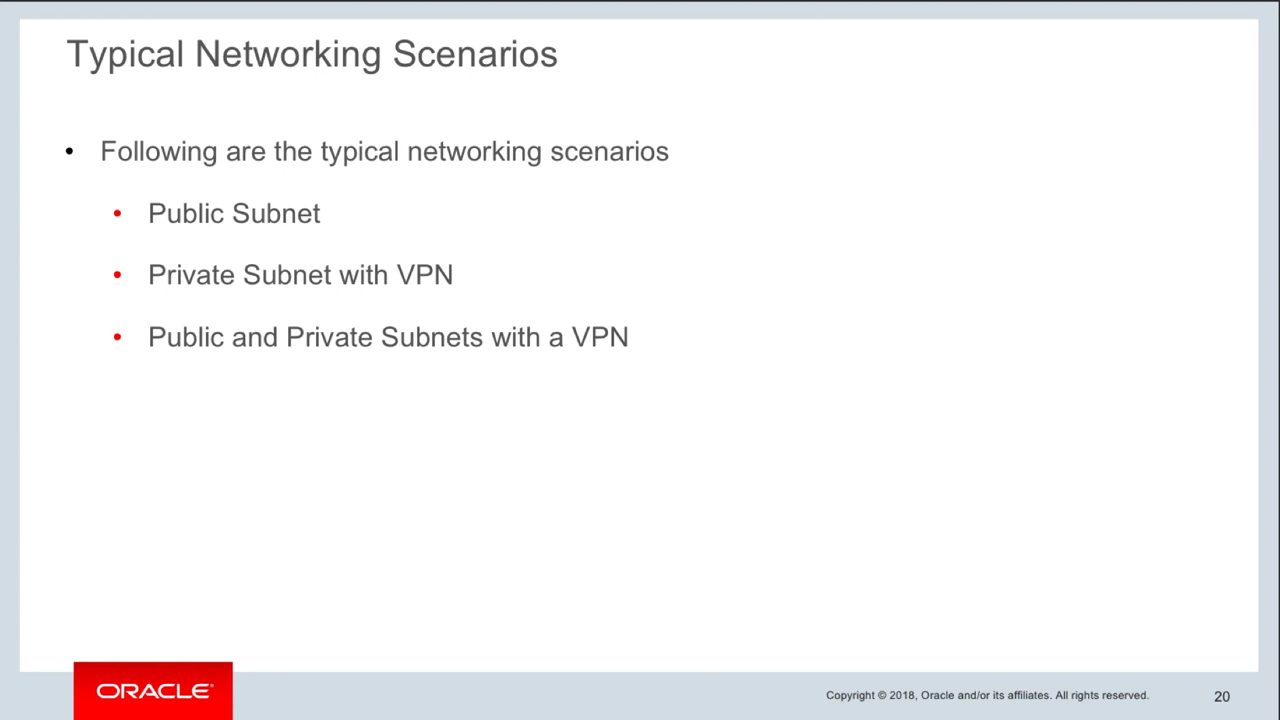 Typical Networking Scenarios
• Following are the typical networking scenarios
• Public Subnet
• Private Subnet with VPN
• Public and Private Subnets with a VPN
ORACLE®
Copyright © 2018, Oracle and/or its affiliates. All rights reserved.
20